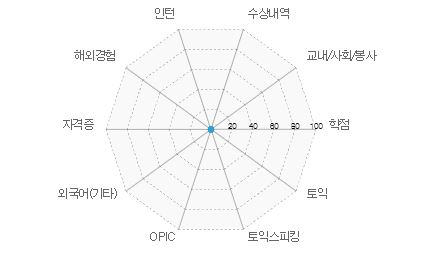 인턴 수상내역
해외경험 교내/사회/봉사
자격증 20 40 60 80 100 학점
외국어(기타) 토익
OPIC 토익스피킹